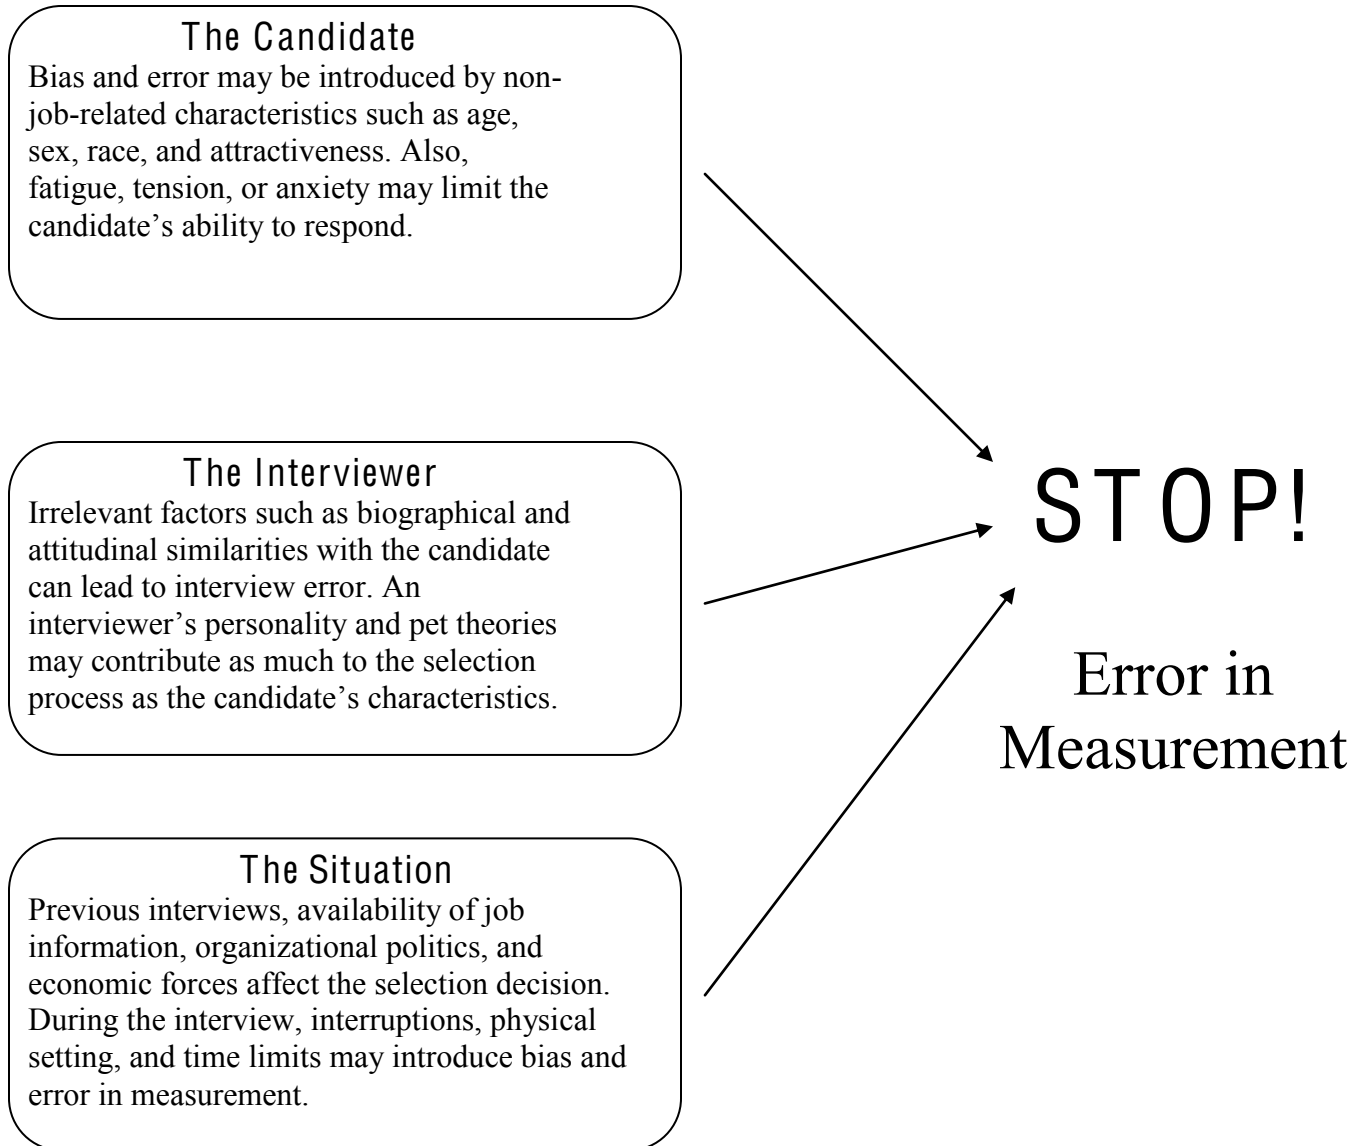 The Candidate
Bias and error may be introduced by non-
job-related characteristics such as age,
sex, race, and attractiveness. Also,
fatigue, tension, or anxiety may limit the
candidate’s ability to respond.
The Interviewer
Irrelevant factors such as biographical and
attitudinal similarities with the candidate
can lead to interview error. An
interviewer’s personality and pet theories
may contribute as much to the selection
process as the candidate’s characteristics.
The Situation
Previous interviews, availability of job
information, organizational politics, and
economic forces affect the selection decision.
During the interview, interruptions, physical
setting, and time limits may introduce bias and
error in measurement.
STOP!
Error in
Measurement